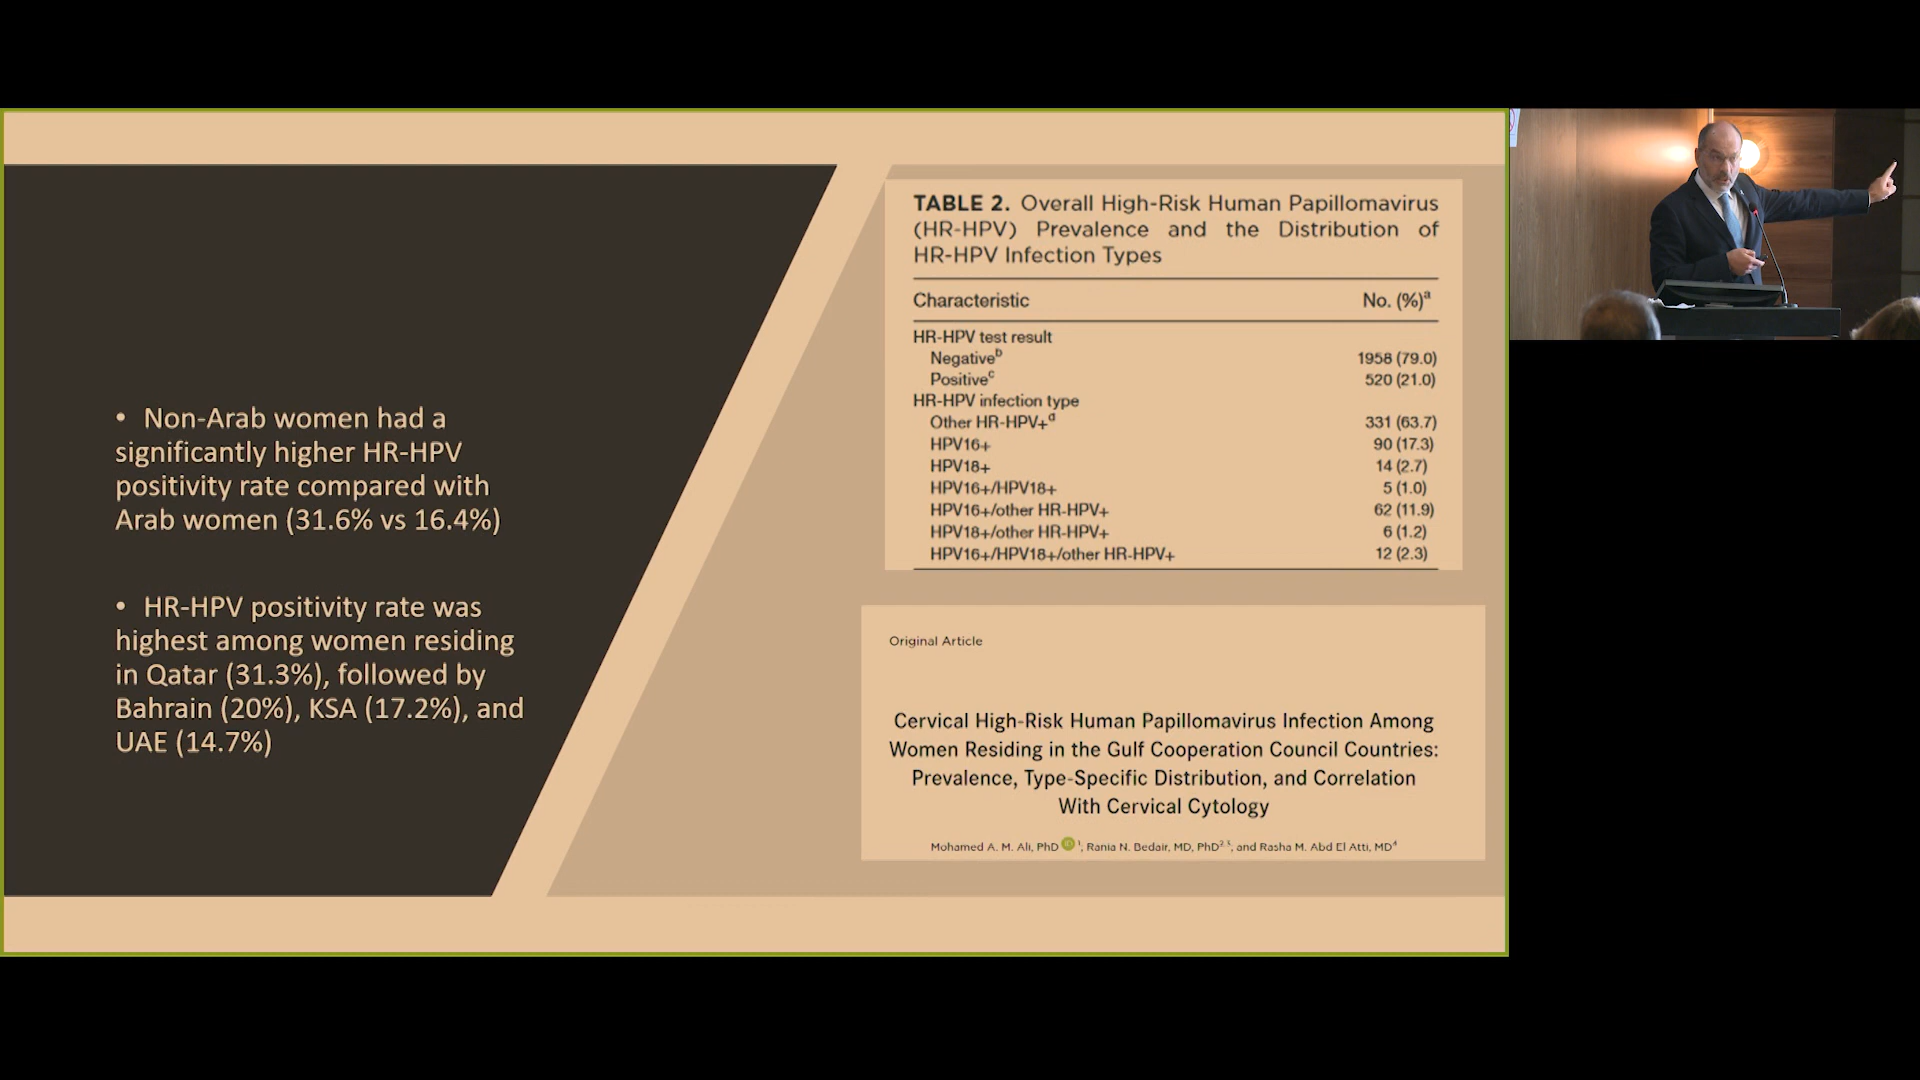 • Non-Arab women had a
significantly higher HR-HPV
positivity rate compared with
Arab women (31.6% vs 16.4%)
• HR-HPV positivity rate was
highest among women residing
in Qatar (31.3%), followed by
Bahrain (20%), KSA (17.2%), and
UAE (14.7%)
TABLE 2. Overall High-Risk Human Papillomavirus
(HR-HPV) Prevalence and the Distribution of
HR-HPV Infection Types
Characteristic No. (%)a
HR-HPV test result
Negativeb 1958 (79.0)
Positivec 520 (21.0)
HR-HPV infection type
Other HR-HPV+d 331 (63.7)
HPV16+ 90 (17.3)
HPV18+ 14 (2.7)
HPV16+/HPV18+ 5 (1.0)
HPV16+/other HR-HPV+ 62 (11.9)
HPV18+/other HR-HPV+ 6 (1.2)
HPV16+/HPV18+/other HR-HPV+ 12 (2.3)
Original Article
Cervical High-Risk Human Papillomavirus Infection Among
Women Residing in the Gulf Cooperation Council Countries:
Prevalence, Type-Specific Distribution, and Correlation
With Cervical Cytology
Mohamed A. M. Ali, PhD iD 1; Rania N. Bedair, MD, PhD2,3; and Rasha M. Abd El Atti, MD4